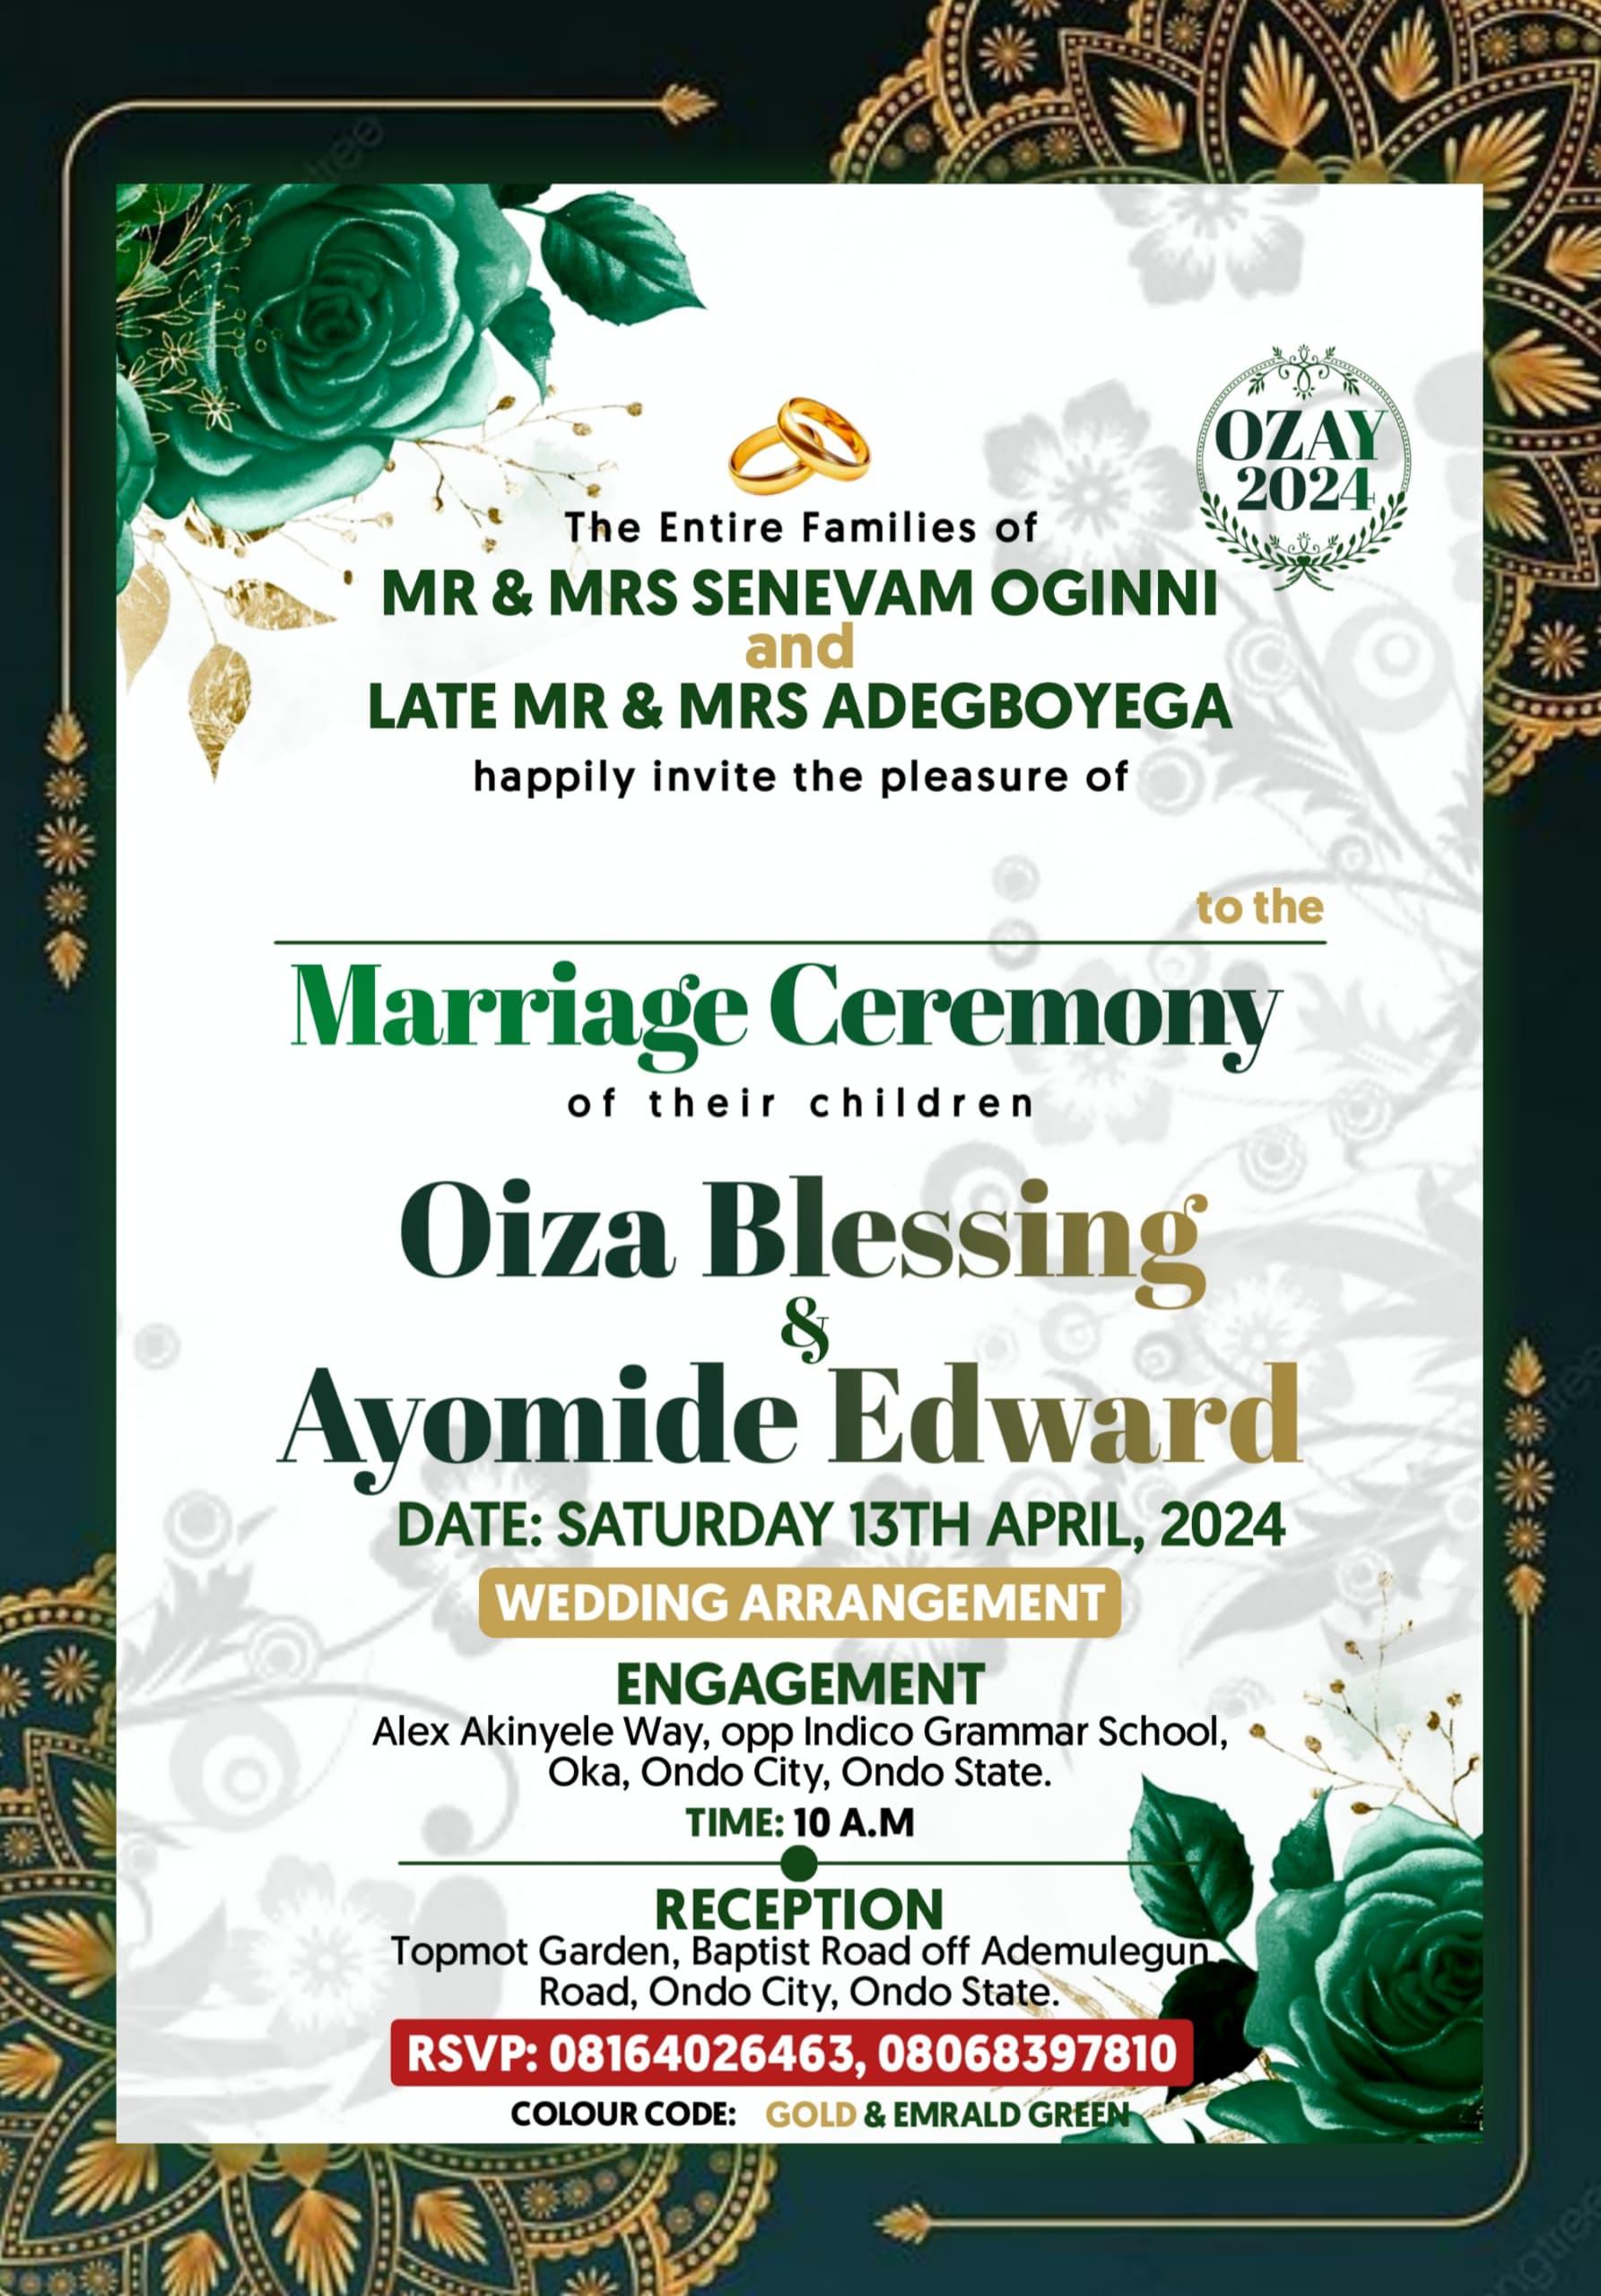 OZAY
2024
The Entire Families of
MR & MRS SENEVAM OGINNI
and
LATE MR & MRS ADEGBOYEGA
happily invite the pleasure of
to the
Marriage Ceremony
of their children
Oiza Blessing
&
Ayomide Edward
DATE: SATURDAY 13TH APRIL, 2024
WEDDING ARRANGEMENT
ENGAGEMENT
Alex Akinyele Way, opp Indico Grammar School,
Oka, Ondo City, Ondo State.
TIME: 10 A.M
RECEPTION
Topmot Garden, Baptist Road off Ademulegun
Road, Ondo City, Ondo State.
RSVP: 08164026463, 08068397810
COLOUR CODE: GOLD & EMRALD GREEN